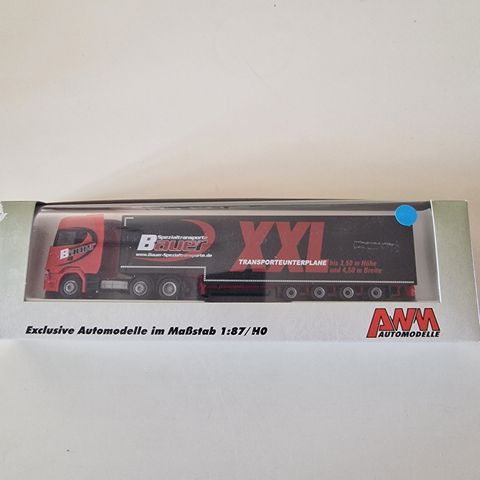 Spezialtransporte
Bauer
www.Bauer-Spezialtransporte.de
XXL
TRANSPORTEUNTERPLANE bis 3,50 m Höhe
und 4,50 m Breite
Bauer
Exclusive Automodelle im Maßstab 1:87/H0
AWM
AUTOMODELLE